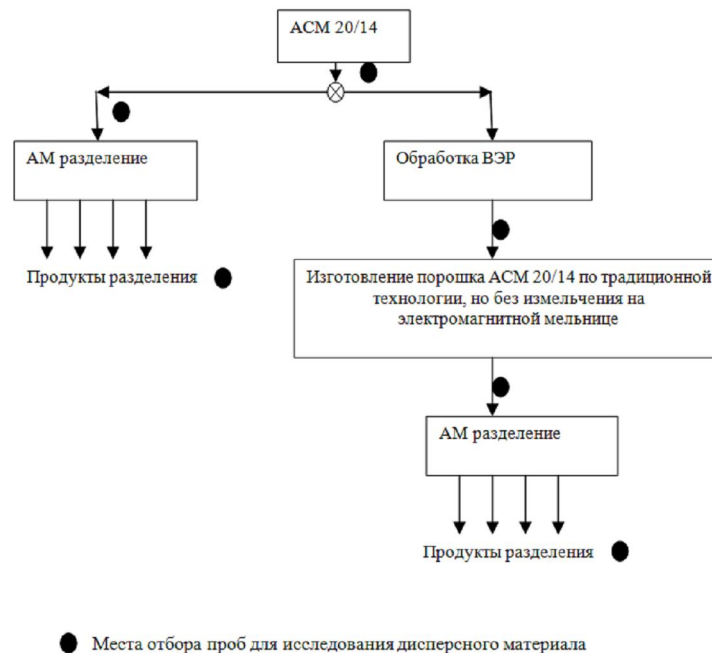 АСМ 20/14
АМ разделение
Обработка ВЭР
Продукты разделения
Изготовление порошка АСМ 20/14 по традиционной
технологии, но без измельчения на
электромагнитной мельнице
АМ разделение
Продукты разделения
Места отбора проб для исследования дисперсного материала